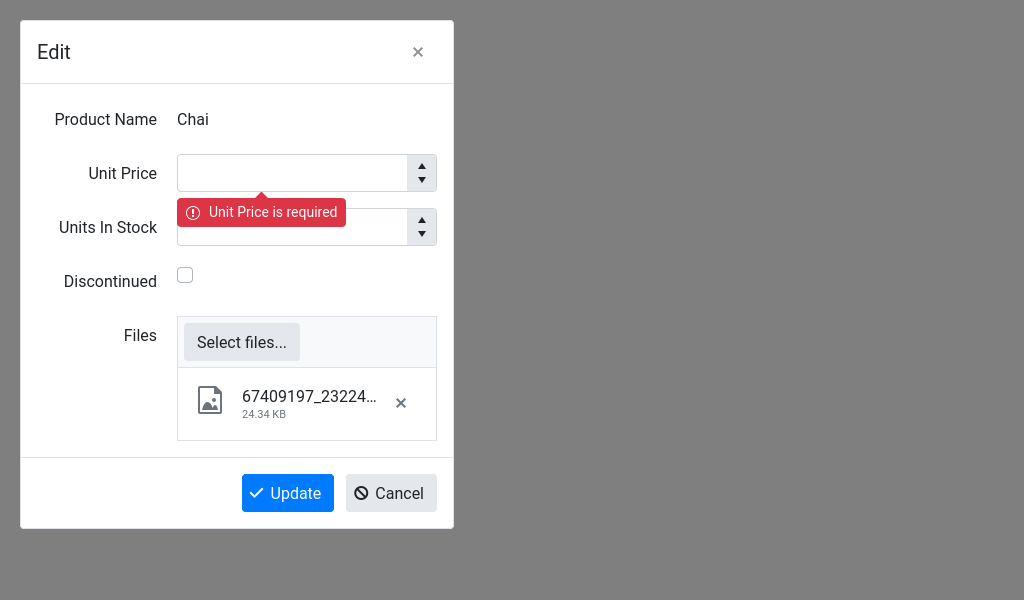 Edit
Product Name
Chai
Unit Price
Unit Price is required
Units In Stock
Discontinued
Files
Select files...
67409197_23224...
24.34 KB
Update
Cancel